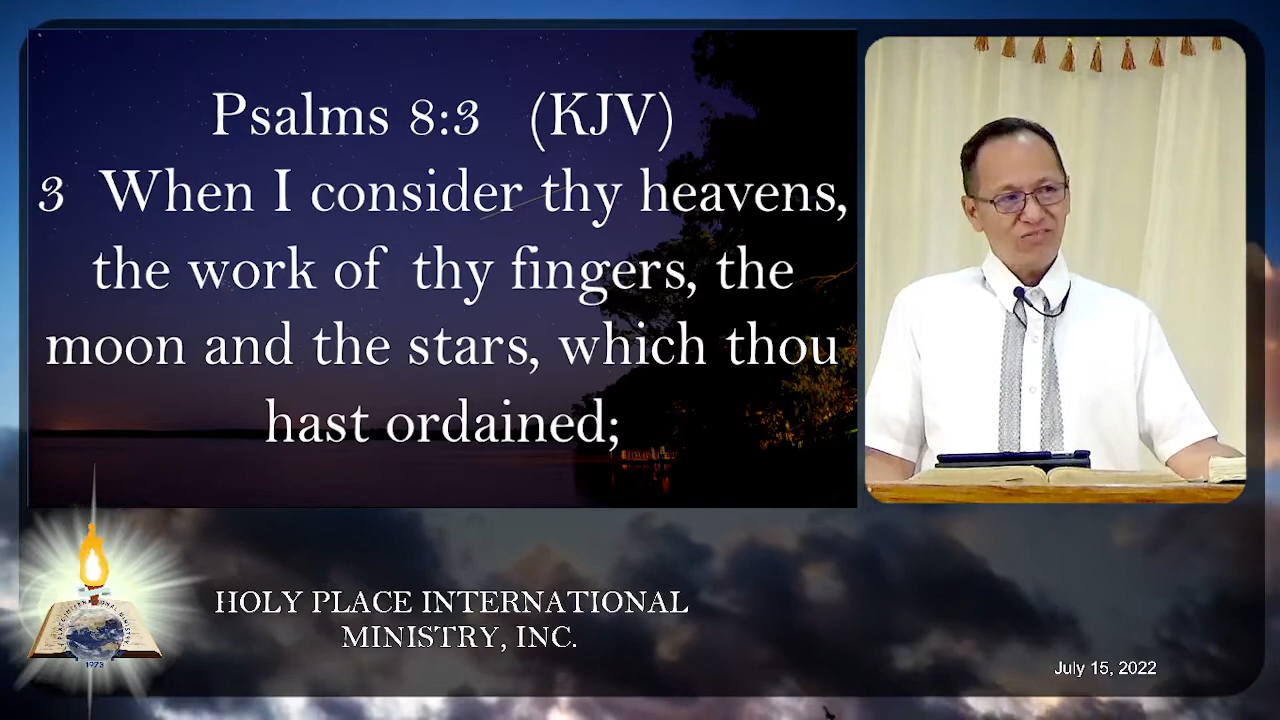 Psalms 8:3 (KJV)
3 When I consider thy heavens,
the work of thy fingers, the
moon and the stars, which thou
hast ordained;
HOLY PLACE INTERNATIONAL
MINISTRY, INC.
1973
July 15, 2022